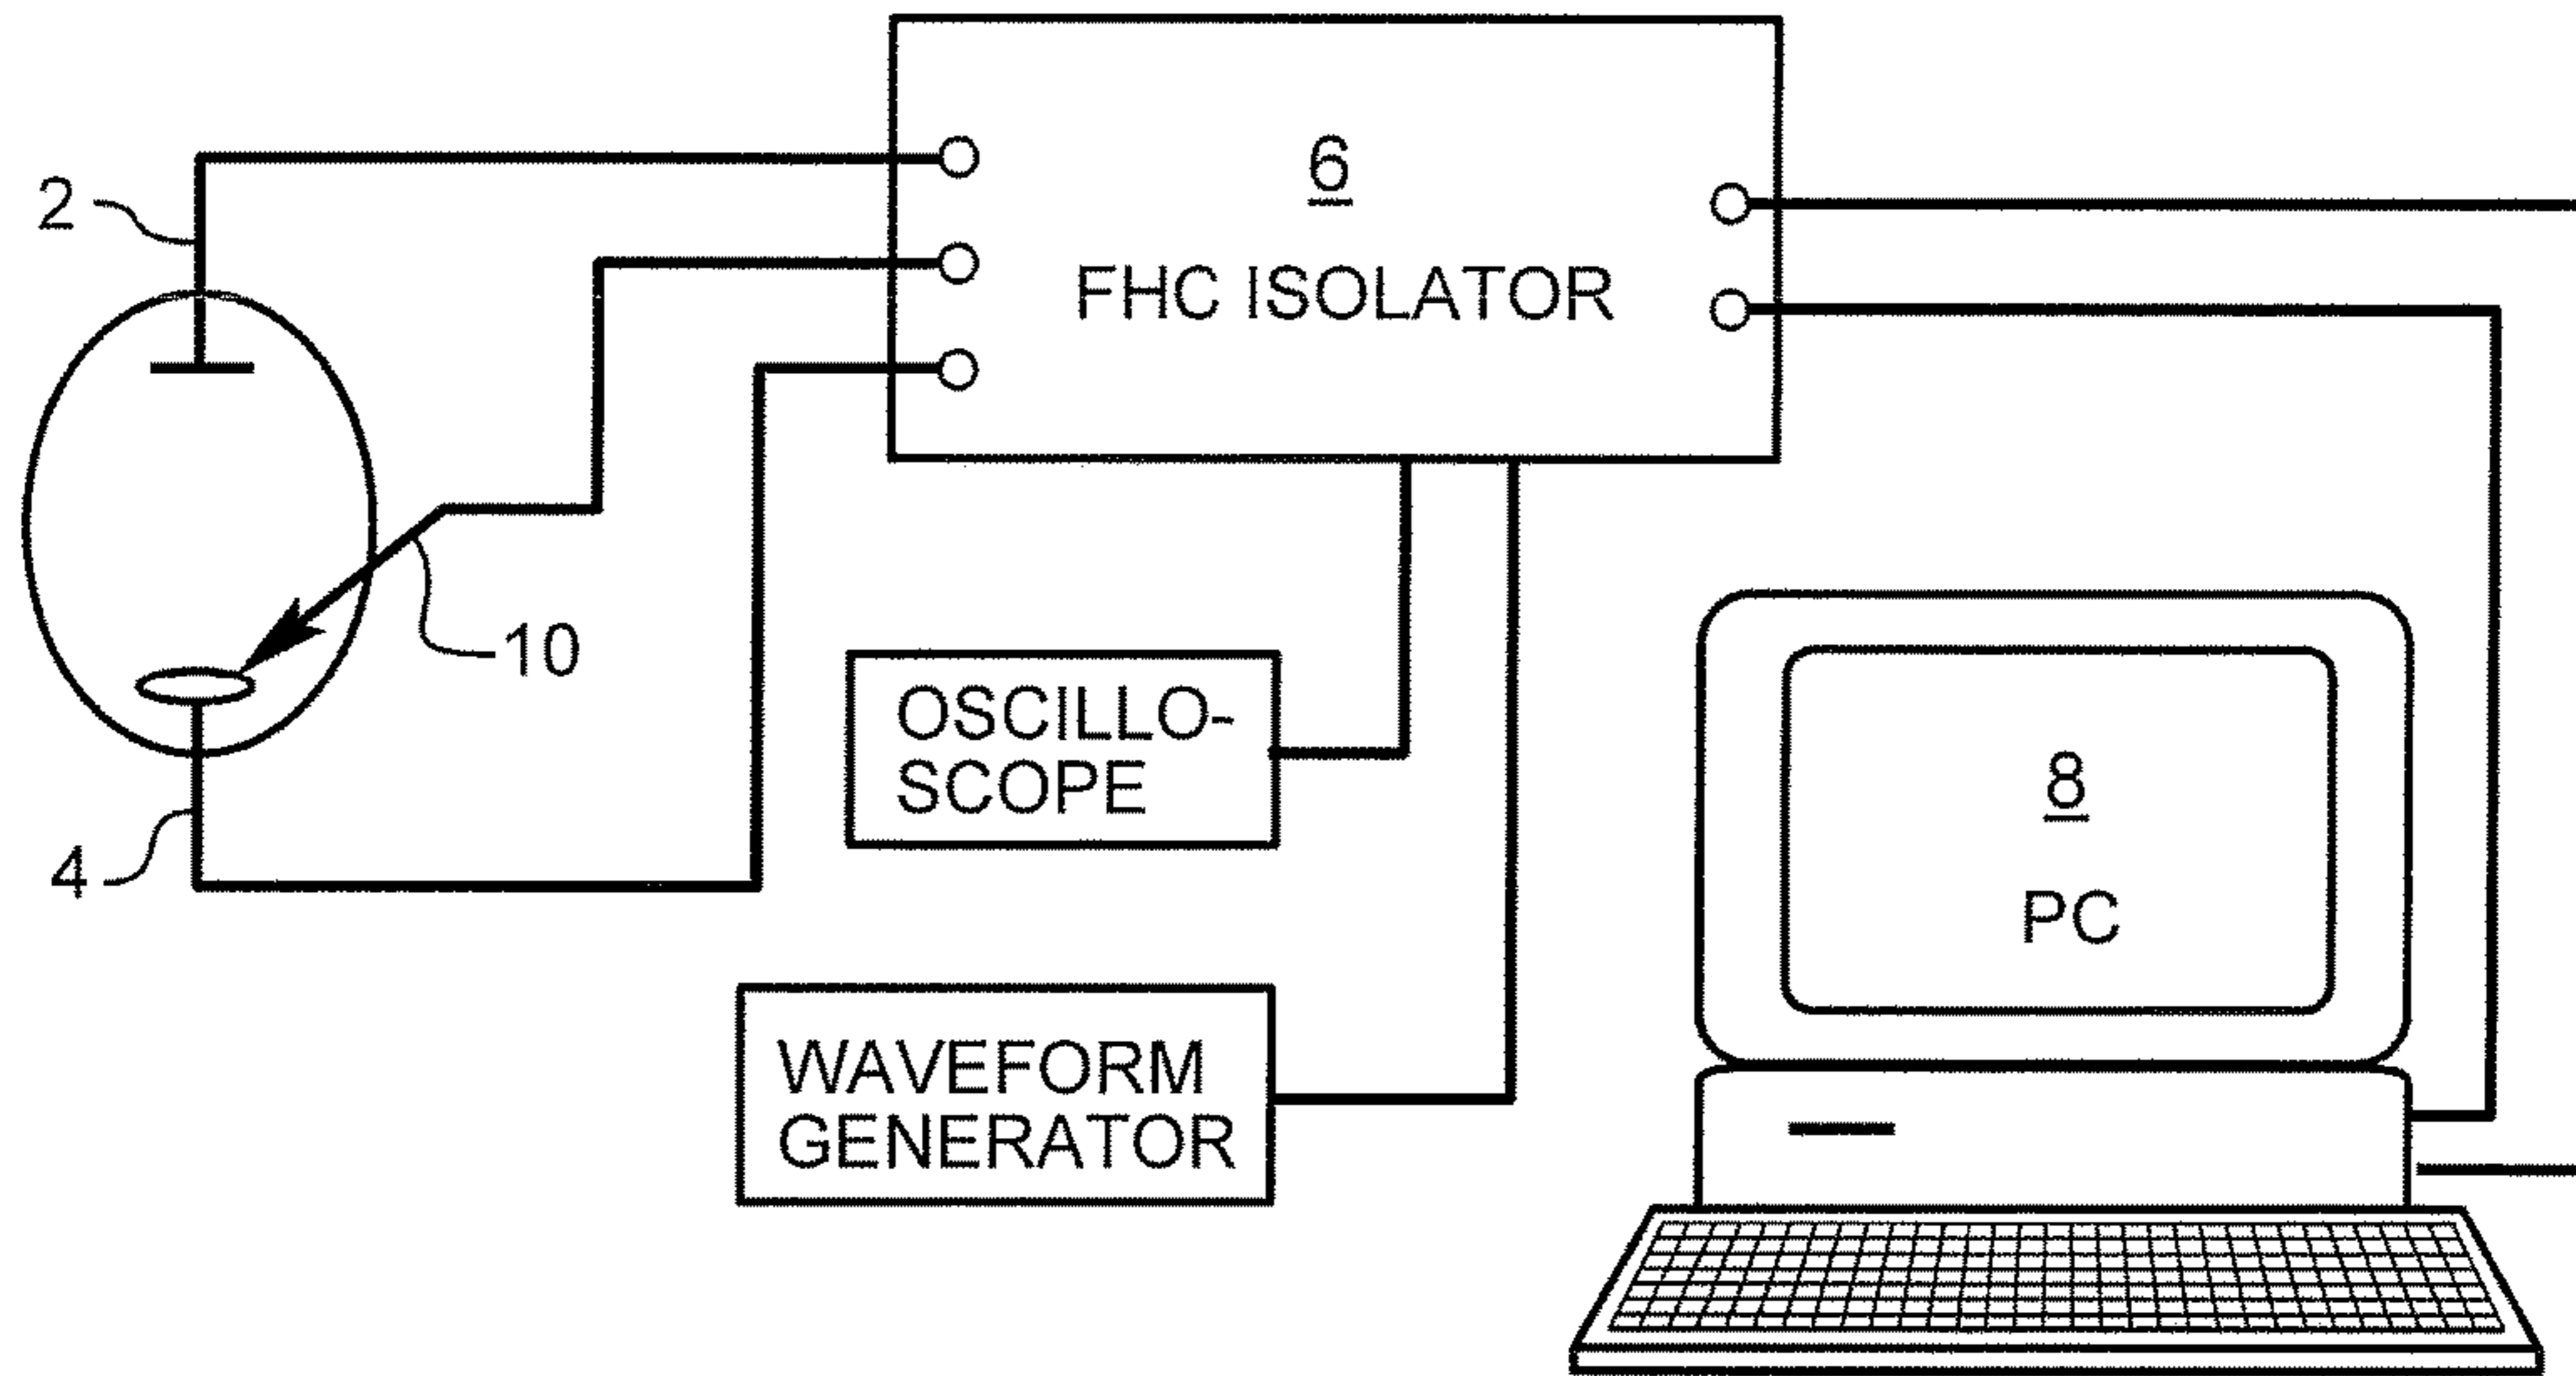 2
6
FHC ISOLATOR
10
OSCILLO-
SCOPE
8
PC
4
WAVEFORM
GENERATOR